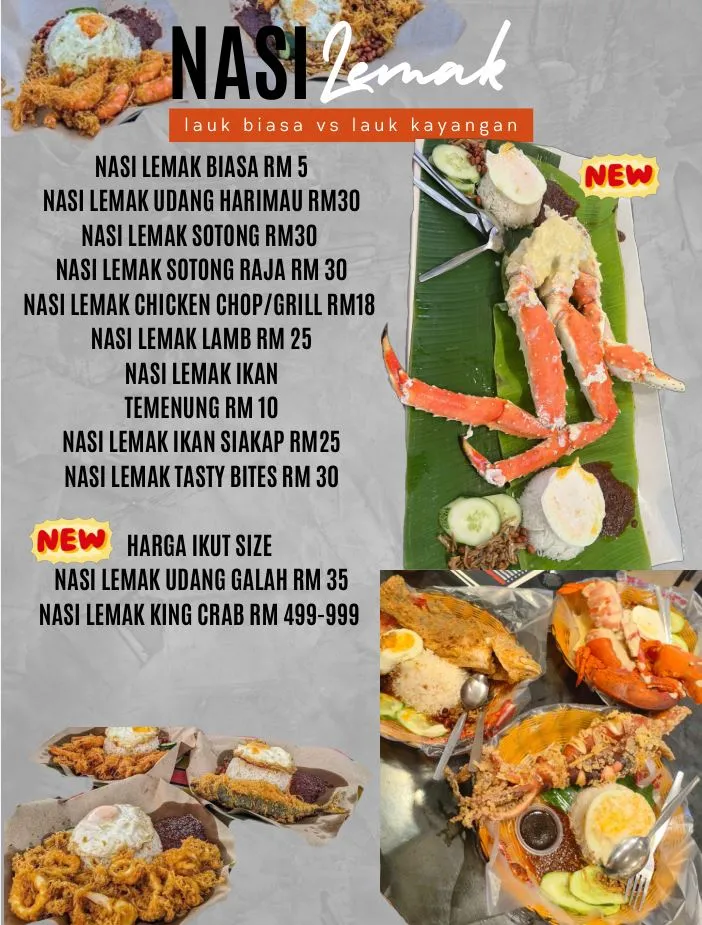 NASI Lemak
lauk biasa vs lauk kayangan
NASI LEMAK BIASA RM 5
NASI LEMAK UDANG HARIMAU RM30
NASI LEMAK SOTONG RM30
NASI LEMAK SOTONG RAJA RM 30
NASI LEMAK CHICKEN CHOP/GRILL RM18
NASI LEMAK LAMB RM 25
NASI LEMAK IKAN
TEMENUNG RM 10
NASI LEMAK IKAN SIAKAP RM25
NASI LEMAK TASTY BITES RM 30
NEW
NEW HARGA IKUT SIZE
NASI LEMAK UDANG GALAH RM 35
NASI LEMAK KING CRAB RM 499-999